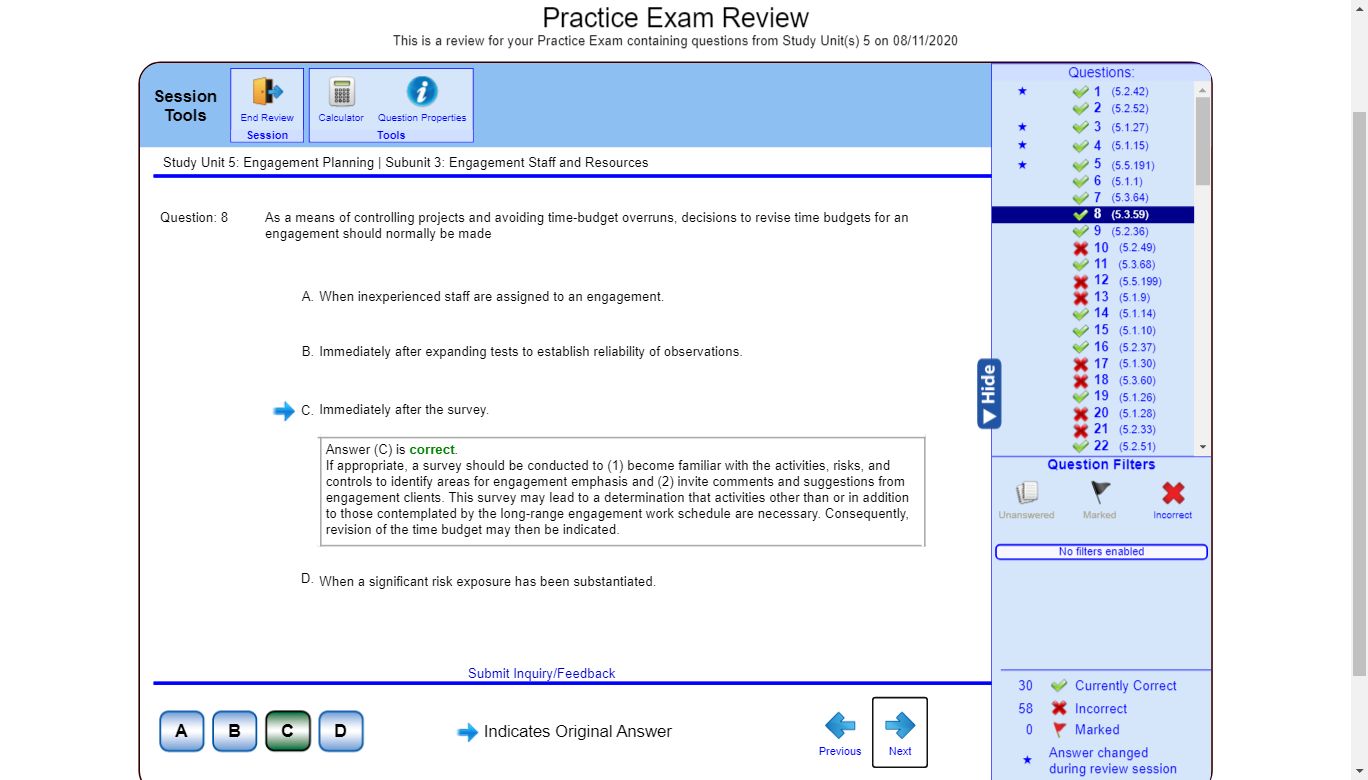 Practice Exam Review
This is a review for your Practice Exam containing questions from Study Unit(s) 5 on 08/11/2020
Session
Tools
End Review
Session
Calculator
Question Properties
Tools
Study Unit 5: Engagement Planning | Subunit 3: Engagement Staff and Resources
Question: 8
As a means of controlling projects and avoiding time-budget overruns, decisions to revise time budgets for an
engagement should normally be made
A. When inexperienced staff are assigned to an engagement.
B. Immediately after expanding tests to establish reliability of observations.
C. Immediately after the survey.
Answer (C) is correct.
If appropriate, a survey should be conducted to (1) become familiar with the activities, risks, and
controls to identify areas for engagement emphasis and (2) invite comments and suggestions from
engagement clients. This survey may lead to a determination that activities other than or in addition
to those contemplated by the long-range engagement work schedule are necessary. Consequently,
revision of the time budget may then be indicated.
D. When a significant risk exposure has been substantiated.
Submit Inquiry/Feedback
A B C D
Indicates Original Answer
Previous
Next
Hide
Questions:
1 (5.2.42)
2 (5.2.52)
3 (5.1.27)
4 (5.1.15)
5 (5.5.191)
6 (5.1.1)
7 (5.3.64)
8 (5.3.59)
9 (5.2.36)
10 (5.2.49)
11 (5.3.68)
12 (5.5.199)
13 (5.1.9)
14 (5.1.14)
15 (5.1.10)
16 (5.2.37)
17 (5.1.30)
18 (5.3.60)
19 (5.1.26)
20 (5.1.28)
21 (5.2.33)
22 (5.2.51)
Question Filters
Unanswered
Marked
Incorrect
No filters enabled
30 Currently Correct
58 Incorrect
0 Marked
Answer changed
during review session